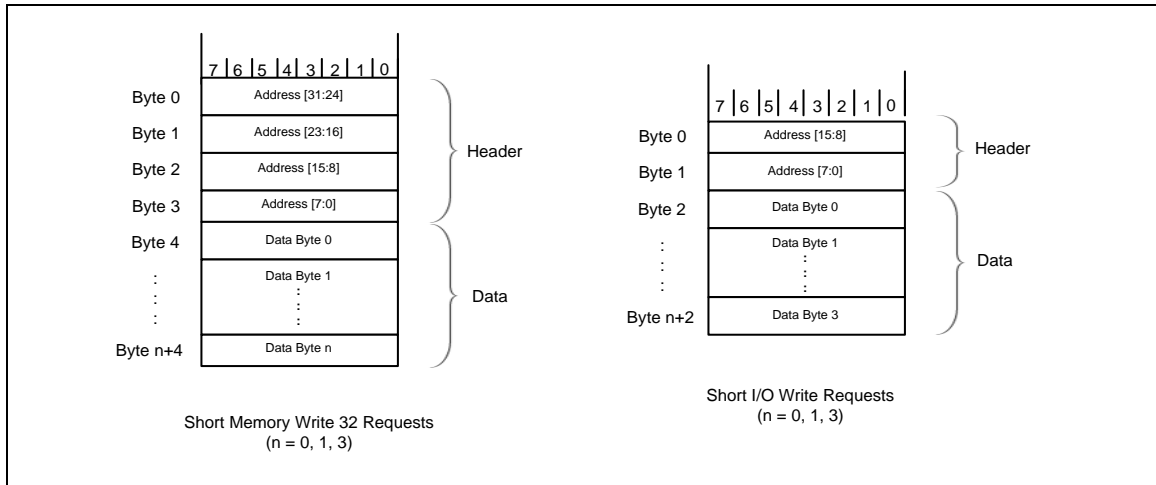 7 6 5 4 3 2 1 0
Byte 0 Address [31:24]
Byte 1 Address [23:16]
Byte 2 Address [15:8]
Byte 3 Address [7:0]
Header
Byte 4 Data Byte 0
Data Byte 1
Data
Byte n+4 Data Byte n
Short Memory Write 32 Requests
(n = 0, 1, 3)
7 6 5 4 3 2 1 0
Byte 0 Address [15:8]
Byte 1 Address [7:0]
Header
Byte 2 Data Byte 0
Data Byte 1
Data
Byte n+2 Data Byte 3
Short I/O Write Requests
(n = 0, 1, 3)